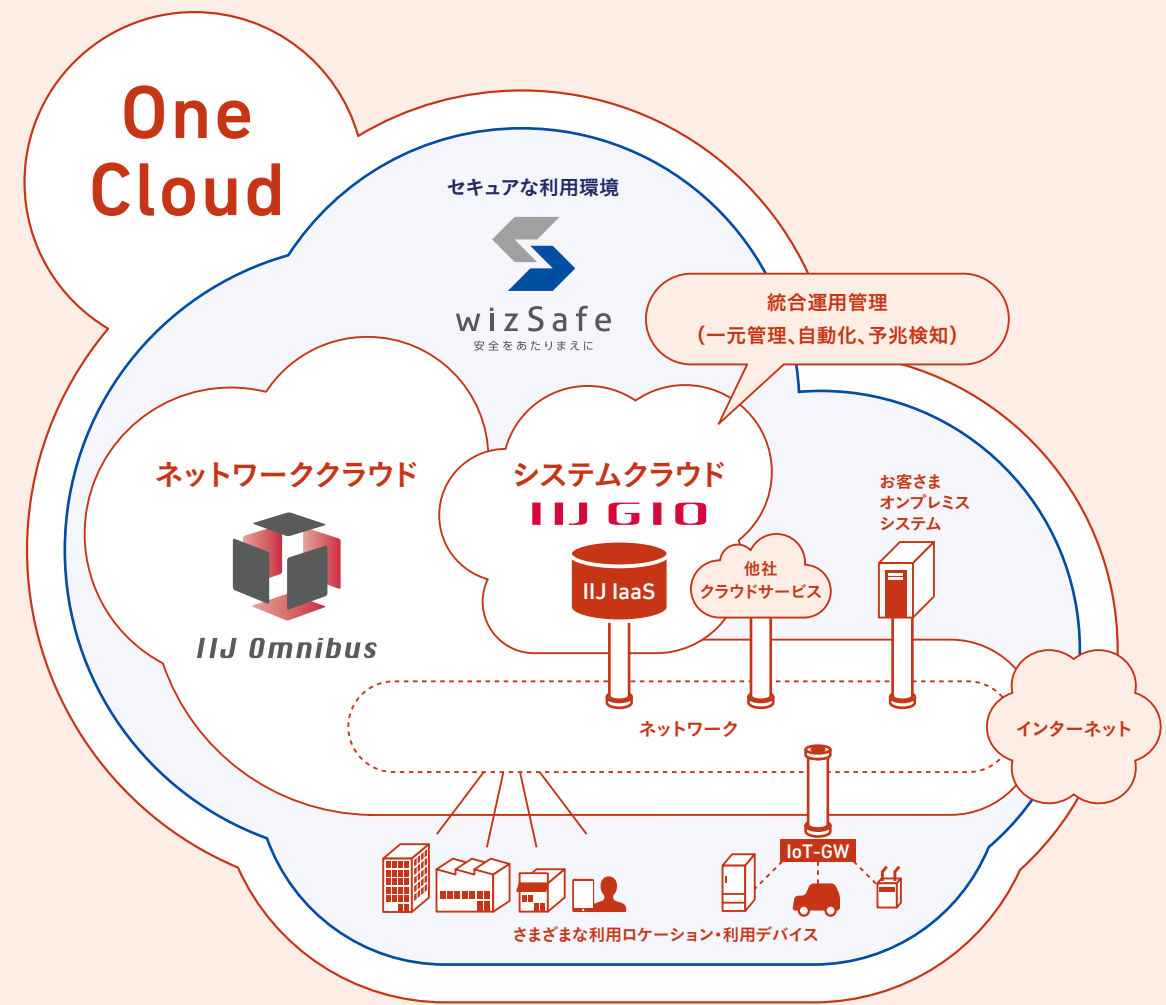 One
Cloud
セキュアな利用環境
wizSafe
安全をあたりまえに
統合運用管理
(一元管理、自動化、予兆検知)
ネットワーククラウド
IIJ Omnibus
システムクラウド
IIJ GIO
IIJ IaaS
他社
クラウドサービス
お客さま
オンプレミス
システム
ネットワーク
インターネット
IoT-GW
さまざまな利用ロケーション・利用デバイス